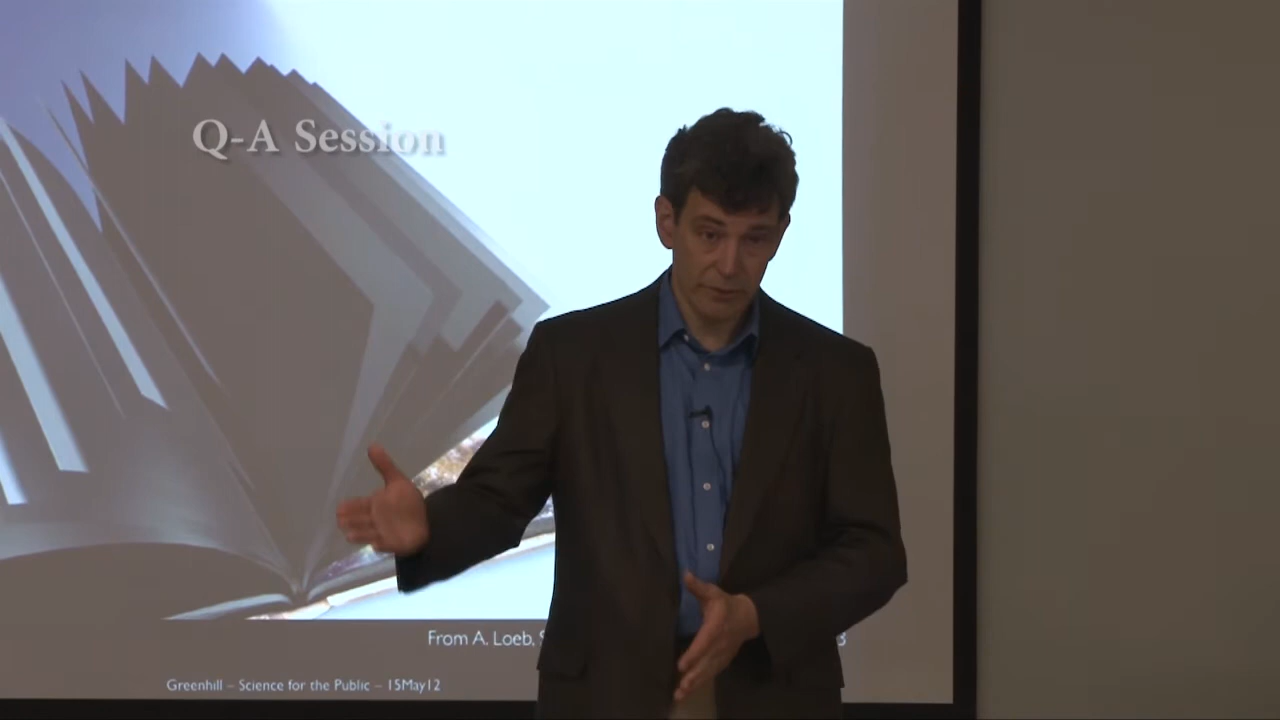 Q-A Session
From A. Loeb,
Greenhill – Science for the Public – 15May12